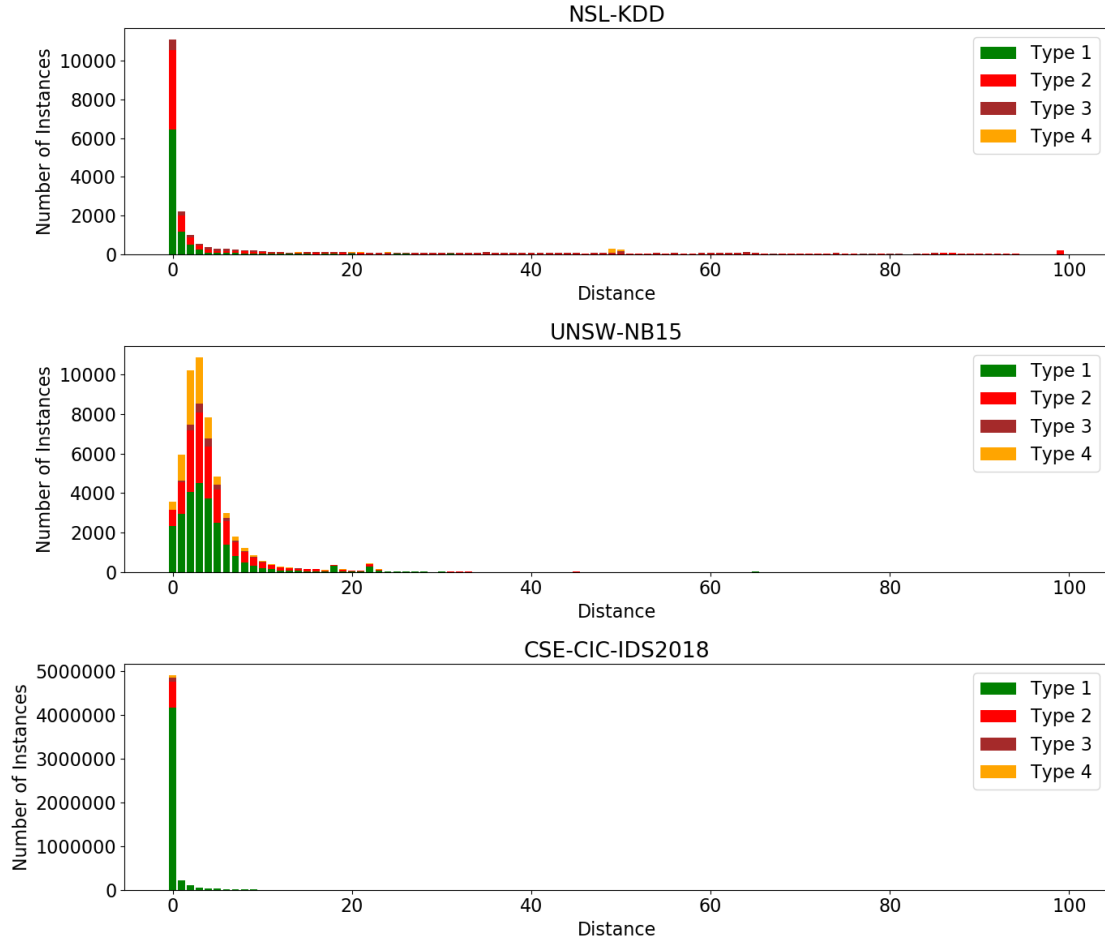 NSL-KDD
Number of Instances
10000
8000
6000
4000
2000
0
0 20 40 60 80 100
Distance
Type 1
Type 2
Type 3
Type 4
UNSW-NB15
Number of Instances
10000
8000
6000
4000
2000
0
0 20 40 60 80 100
Distance
Type 1
Type 2
Type 3
Type 4
CSE-CIC-IDS2018
Number of Instances
5000000
4000000
3000000
2000000
1000000
0
0 20 40 60 80 100
Distance
Type 1
Type 2
Type 3
Type 4